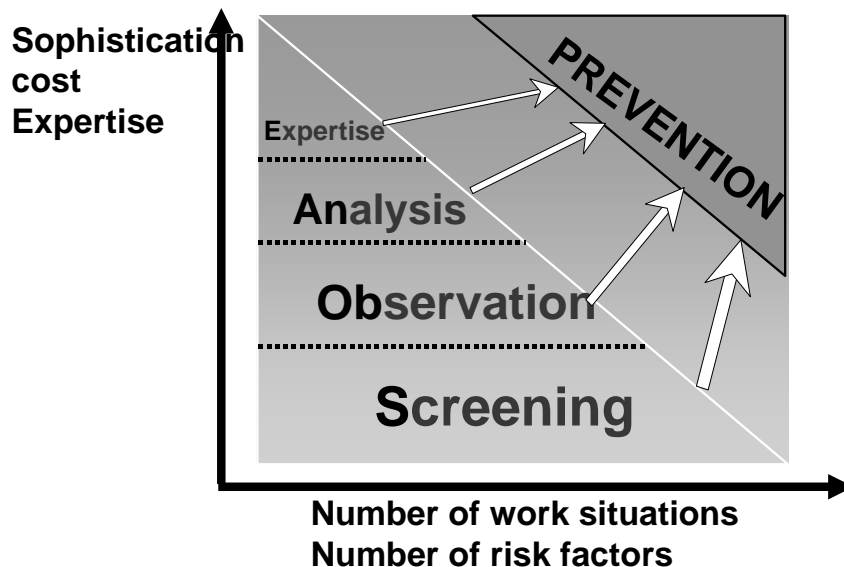 Sophistication
cost
Expertise
PREVENTION
Expertise
Analysis
Observation
Screening
Number of work situations
Number of risk factors